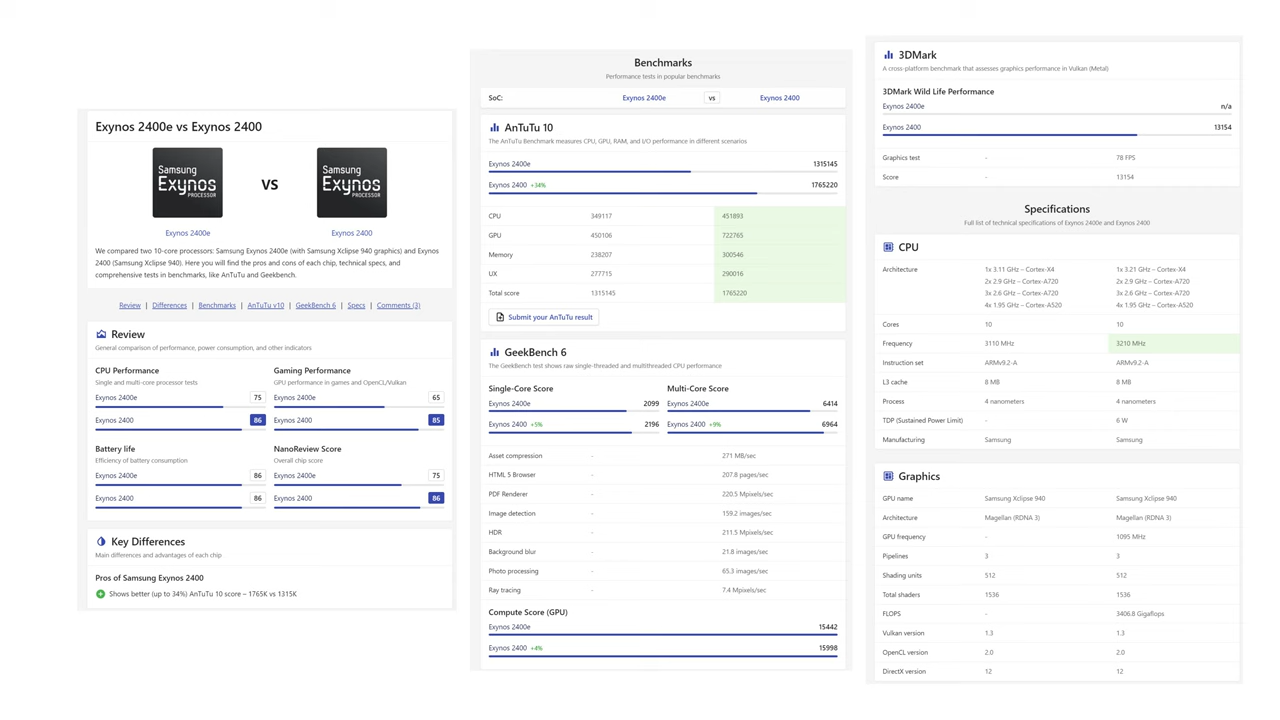 Exynos 2400e vs Exynos 2400
Samsung
Exynos
PROCESSOR
VS
Samsung
Exynos
PROCESSOR
Exynos 2400e
Exynos 2400
We compared two 10-core processors: Samsung Exynos 2400e (with Samsung Xclipse 940 graphics) and Exynos
2400 (Samsung Xclipse 940). Here you will find the pros and cons of each chip, technical specs, and
comprehensive tests in benchmarks, like AnTuTu and Geekbench.
Review | Differences | Benchmarks | AnTuTu v10 | GeekBench 6 | Specs | Comments (3)
Review
General comparison of performance, power consumption, and other indicators
CPU Performance
Single and multi-core processor tests
Exynos 2400e 75
Exynos 2400 86
Gaming Performance
GPU performance in games and OpenCL/Vulkan
Exynos 2400e 65
Exynos 2400 85
Battery life
Efficiency of battery consumption
Exynos 2400e 86
Exynos 2400 86
NanoReview Score
Overall chip score
Exynos 2400e 75
Exynos 2400 86
Key Differences
Main differences and advantages of each chip
Pros of Samsung Exynos 2400
Shows better (up to 34%) AnTuTu 10 score – 1765K vs 1315K
Benchmarks
Performance tests in popular benchmarks
SoC: Exynos 2400e vs Exynos 2400
AnTuTu 10
The AnTuTu Benchmark measures CPU, GPU, RAM, and I/O performance in different scenarios
Exynos 2400e 1315145
Exynos 2400 +34% 1765220
CPU 349117 451893
GPU 450106 722765
Memory 238207 300546
UX 277715 290016
Total score 1315145 1765220
Submit your AnTuTu result
GeekBench 6
The GeekBench test shows raw single-threaded and multithreaded CPU performance
Single-Core Score
Exynos 2400e 2099
Exynos 2400 +5% 2196
Multi-Core Score
Exynos 2400e 6414
Exynos 2400 +9% 6964
Asset compression - 271 MB/sec
HTML 5 Browser - 207.8 pages/sec
PDF Renderer - 220.5 Mpixels/sec
Image detection - 159.2 images/sec
HDR - 211.5 Mpixels/sec
Background blur - 21.8 images/sec
Photo processing - 65.3 images/sec
Ray tracing - 7.4 Mpixels/sec
Compute Score (GPU)
Exynos 2400e 15442
Exynos 2400 +4% 15998
3DMark
A cross-platform benchmark that assesses graphics performance in Vulkan (Metal)
3DMark Wild Life Performance
Exynos 2400e n/a
Exynos 2400 13154
Graphics test - 78 FPS
Score - 13154
Specifications
Full list of technical specifications of Exynos 2400e and Exynos 2400
CPU
Architecture 1x 3.11 GHz – Cortex-X4 1x 3.21 GHz – Cortex-X4
2x 2.9 GHz – Cortex-A720 2x 2.9 GHz – Cortex-A720
3x 2.6 GHz – Cortex-A720 3x 2.6 GHz – Cortex-A720
4x 1.95 GHz – Cortex-A520 4x 1.95 GHz – Cortex-A520
Cores 10 10
Frequency 3110 MHz 3210 MHz
Instruction set ARMv9.2-A ARMv9.2-A
L3 cache 8 MB 8 MB
Process 4 nanometers 4 nanometers
TDP (Sustained Power Limit) - 6 W
Manufacturing Samsung Samsung
Graphics
GPU name Samsung Xclipse 940 Samsung Xclipse 940
Architecture Magellan (RDNA 3) Magellan (RDNA 3)
GPU frequency - 1095 MHz
Pipelines 3 3
Shading units 512 512
Total shaders 1536 1536
FLOPS - 3406.8 Gigaflops
Vulkan version 1.3 1.3
OpenCL version 2.0 2.0
DirectX version 12 12